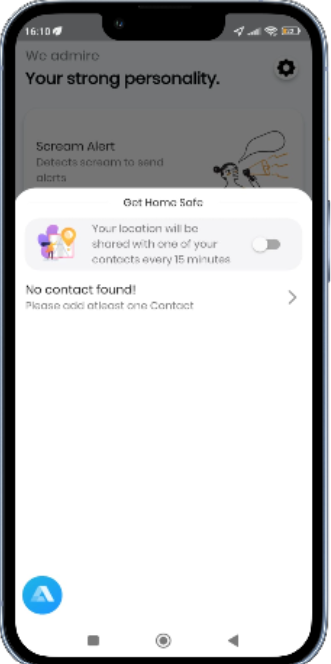 16:10
We admire
Your strong personality.
Scream Alert
Detects scream to send
alerts
Get Home Safe
Your location will be
shared with one of your
contacts every 15 minutes
No contact found!
Please add atleast one Contact